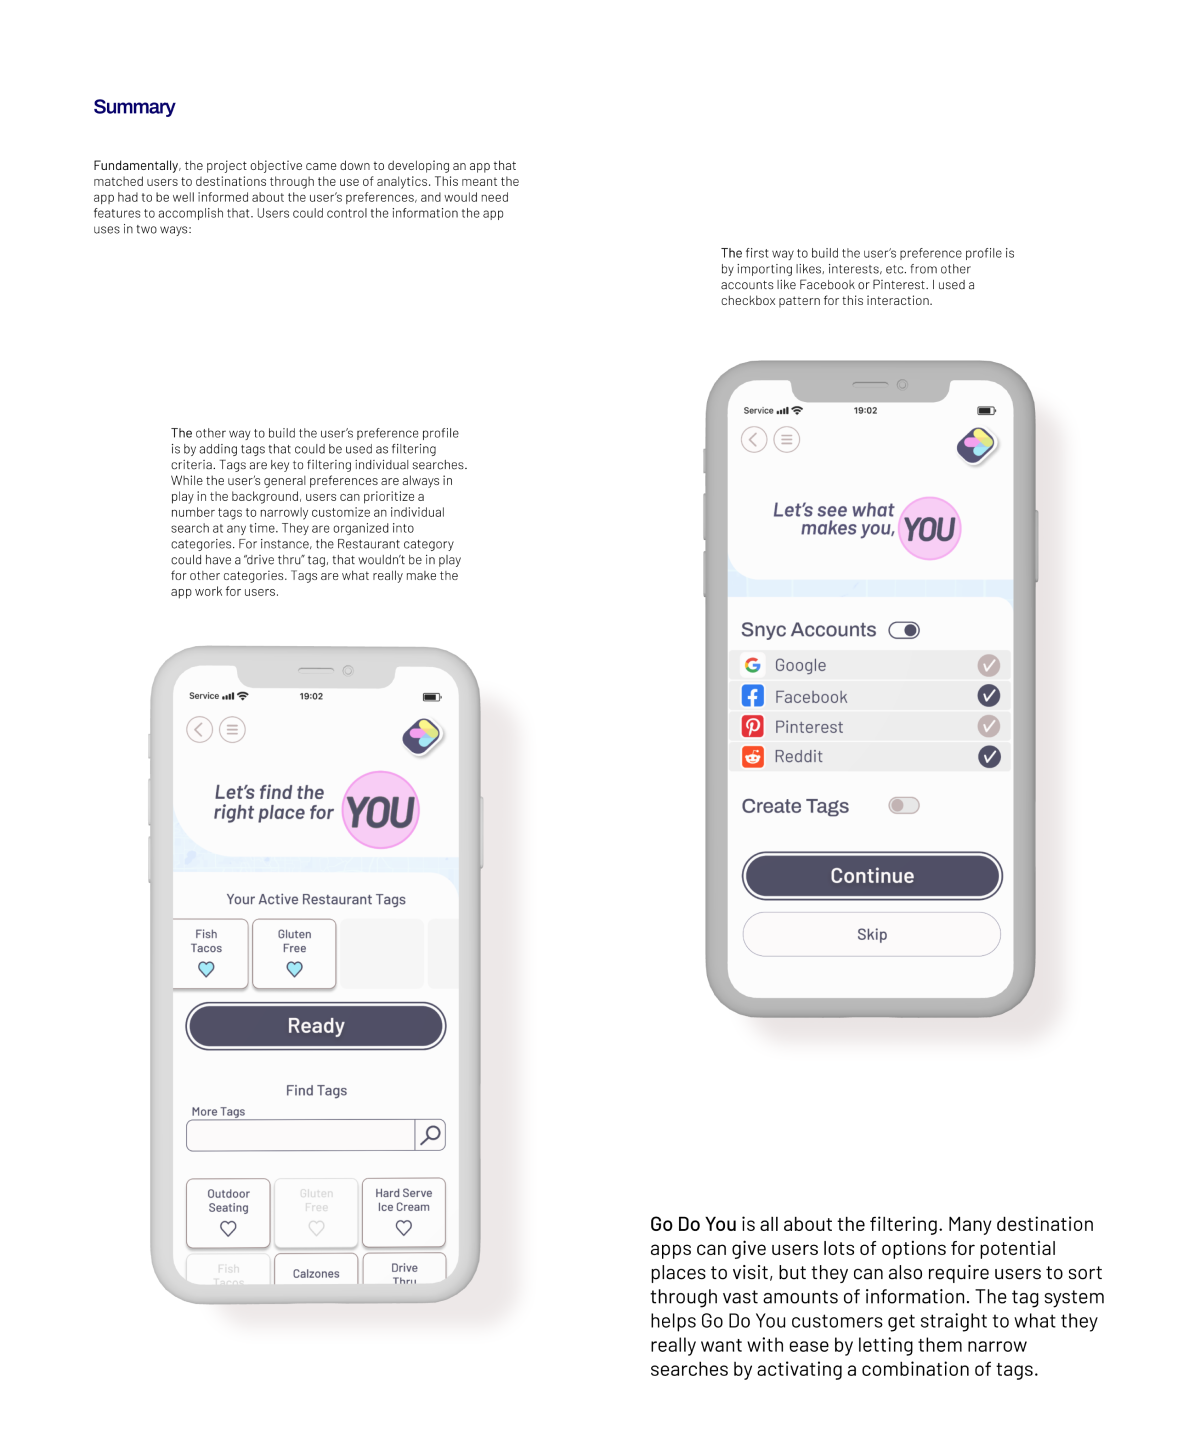 Summary
Fundamentally, the project objective came down to developing an app that
matched users to destinations through the use of analytics. This meant the
app had to be well informed about the user's preferences, and would need
features to accomplish that. Users could control the information the app
uses in two ways:
The first way to build the user's preference profile is
by importing likes, interests, etc. from other
accounts like Facebook or Pinterest. I used a
checkbox pattern for this interaction.
Service 19:02
Let's see what
makes you, YOU
Snyc Accounts
Google
Facebook
Pinterest
Reddit
Create Tags
Continue
Skip
The other way to build the user's preference profile
is by adding tags that could be used as filtering
criteria. Tags are key to filtering individual searches.
While the user's general preferences are always in
play in the background, users can prioritize a
number tags to narrowly customize an individual
search at any time. They are organized into
categories. For instance, the Restaurant category
could have a "drive thru" tag, that wouldn't be in play
for other categories. Tags are what really make the
app work for users.
Service 19:02
Let's find the
right place for YOU
Your Active Restaurant Tags
Fish
Tacos
Gluten
Free
Ready
Find Tags
More Tags
Outdoor
Seating
Gluten
Free
Hard Serve
Ice Cream
Fish
Tacos
Calzones
Drive
Thru
Go Do You is all about the filtering. Many destination
apps can give users lots of options for potential
places to visit, but they can also require users to sort
through vast amounts of information. The tag system
helps Go Do You customers get straight to what they
really want with ease by letting them narrow
searches by activating a combination of tags.